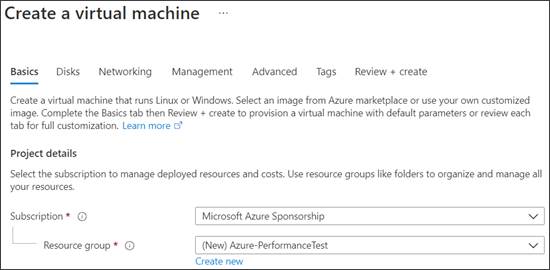 Create a virtual machine ...
Basics Disks Networking Management Advanced Tags Review + create
Create a virtual machine that runs Linux or Windows. Select an image from Azure marketplace or use your own customized
image. Complete the Basics tab then Review + create to provision a virtual machine with default parameters or review each
tab for full customization. Learn more
Project details
Select the subscription to manage deployed resources and costs. Use resource groups like folders to organize and manage all
your resources.
Subscription * Microsoft Azure Sponsorship
Resource group * (New) Azure-PerformanceTest
Create new